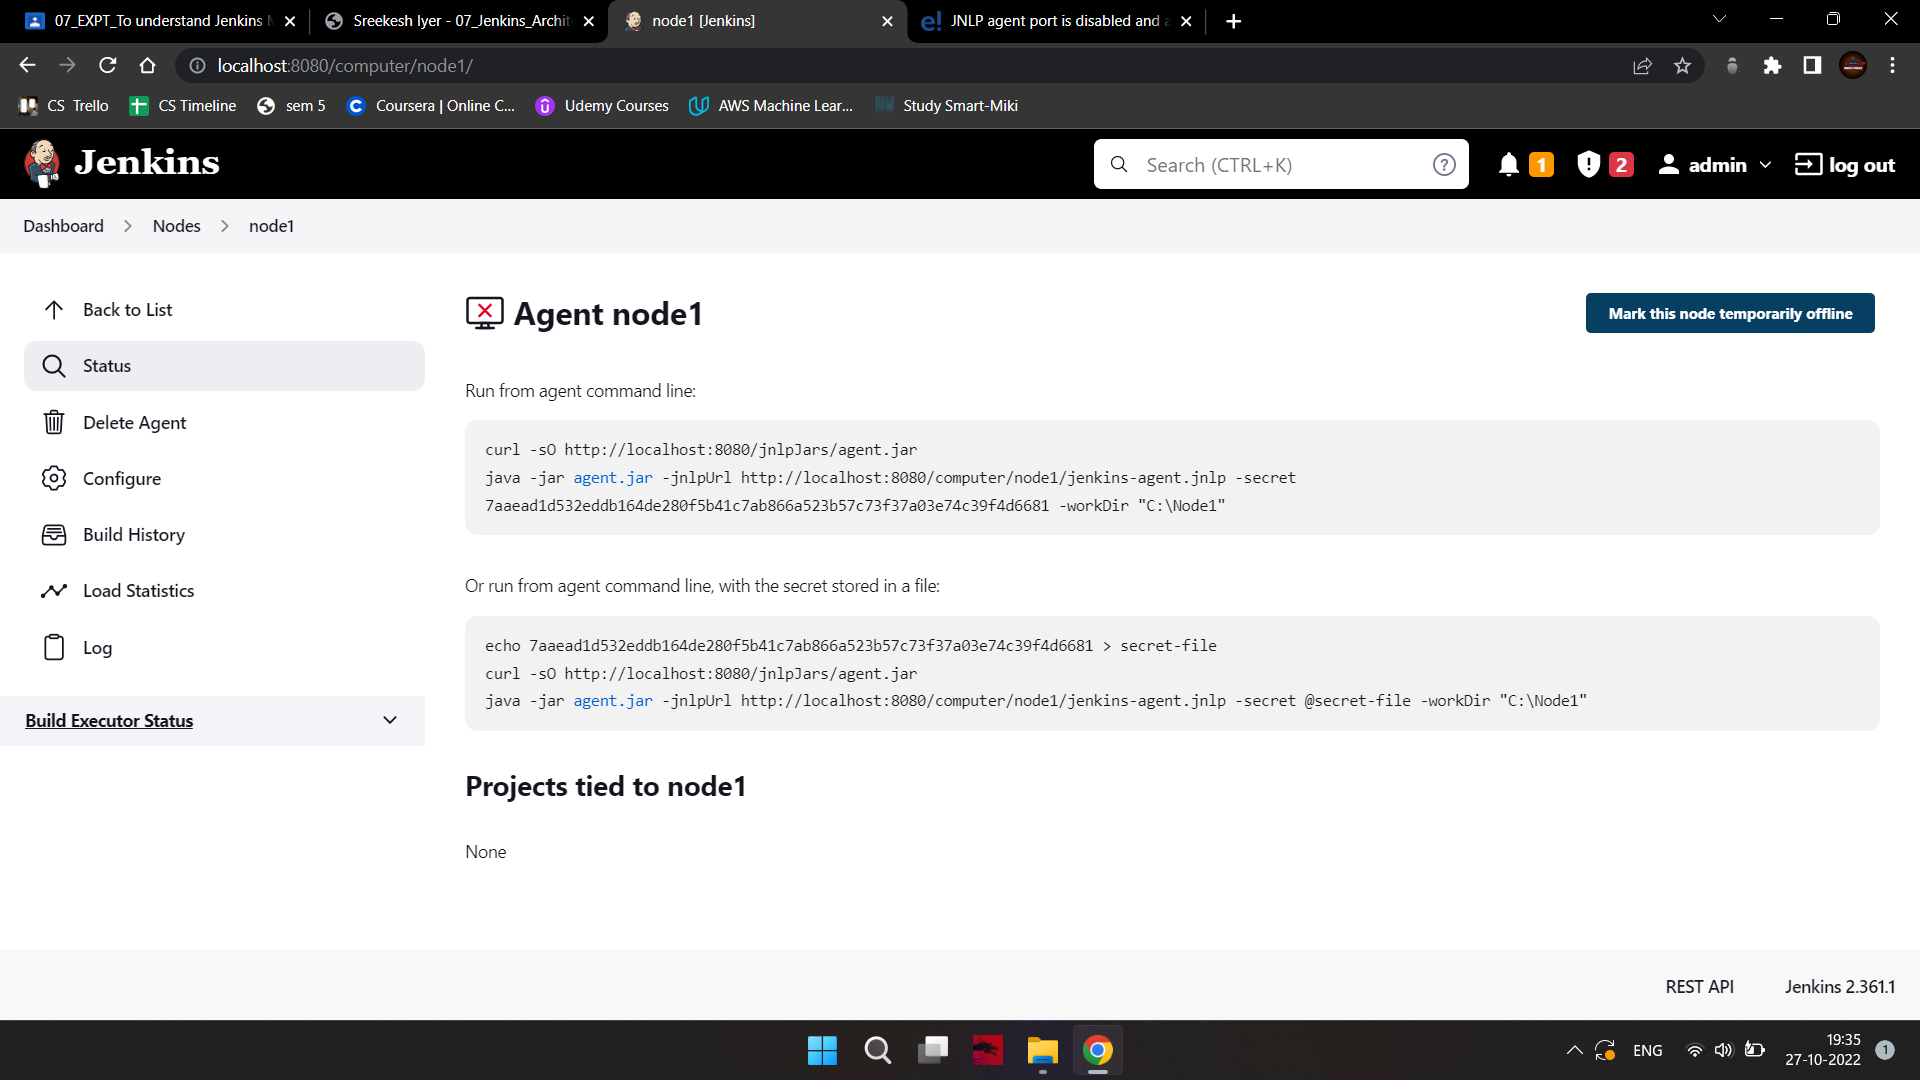 07_EXPT_To understand Jenkins
Sreekesh Iyer - 07_Jenkins_Archit
node1 [Jenkins]
JNLP agent port is disabled and
localhost:8080/computer/node1/
CS Trello
CS Timeline
sem 5
Coursera | Online C...
Udemy Courses
AWS Machine Lear...
Study Smart-Miki
Jenkins
Search (CTRL+K)
1
2
admin
log out
Dashboard
Nodes
node1
Back to List
Status
Delete Agent
Configure
Build History
Load Statistics
Log
Build Executor Status
Agent node1
Mark this node temporarily offline
Run from agent command line:
curl -sO http://localhost:8080/jnlpJars/agent.jar
java -jar agent.jar -jnlpUrl http://localhost:8080/computer/node1/jenkins-agent.jnlp -secret
7aaead1d532eddb164de280f5b41c7ab866a523b57c73f37a03e74c39f4d6681 -workDir "C:\Node1"
Or run from agent command line, with the secret stored in a file:
echo 7aaead1d532eddb164de280f5b41c7ab866a523b57c73f37a03e74c39f4d6681 > secret-file
curl -sO http://localhost:8080/jnlpJars/agent.jar
java -jar agent.jar -jnlpUrl http://localhost:8080/computer/node1/jenkins-agent.jnlp -secret @secret-file -workDir "C:\Node1"
Projects tied to node1
None
REST API
Jenkins 2.361.1
ENG
19:35
27-10-2022
1